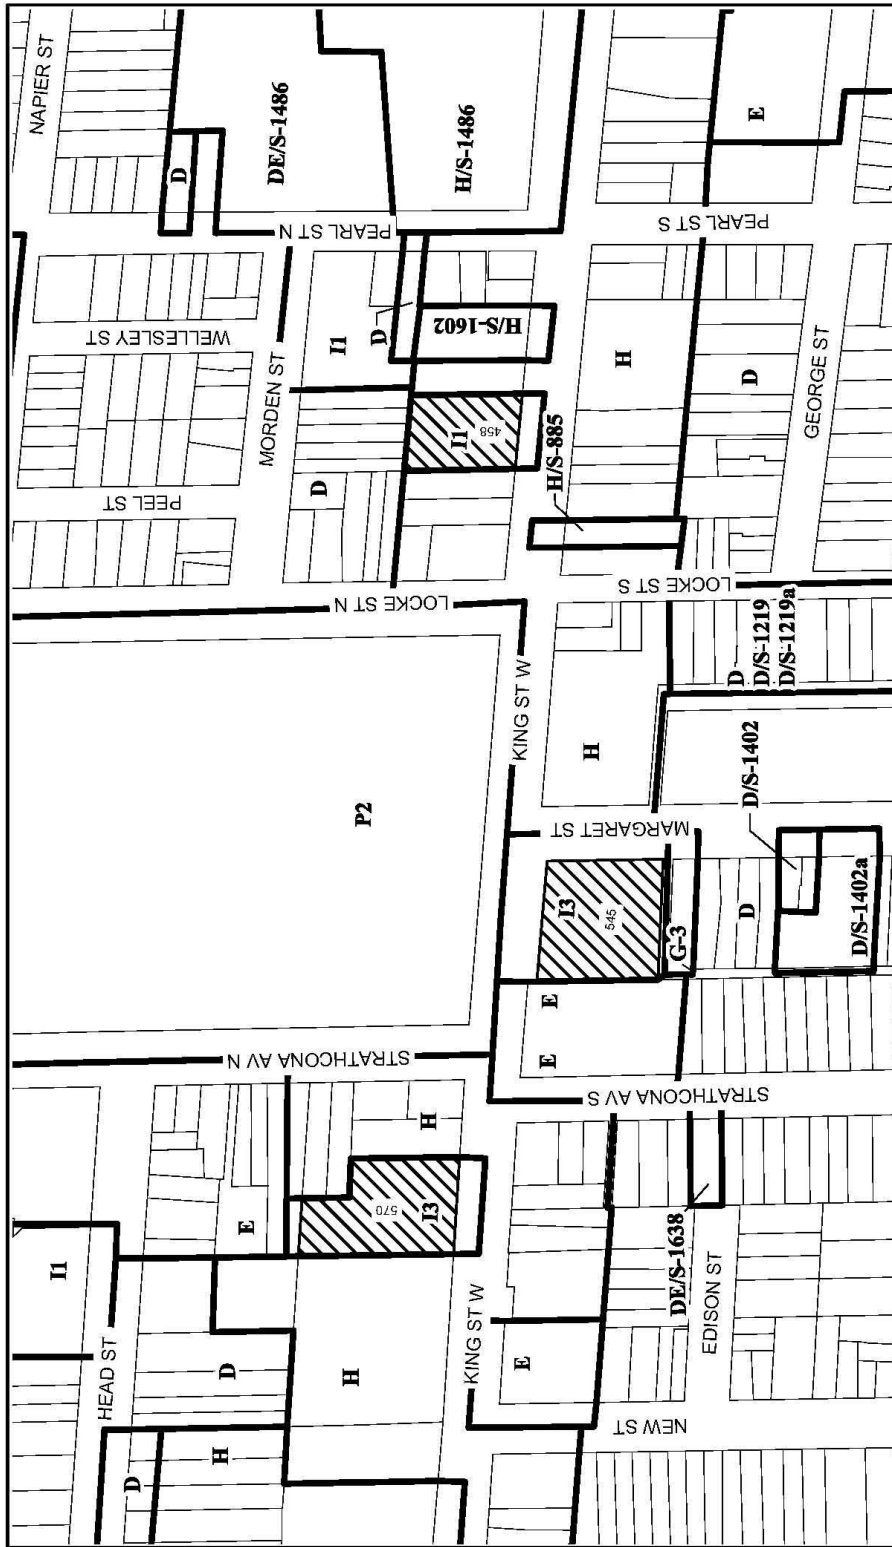 NAPIER ST
DE/S-1486
H/S-1486
E
D
PEARL ST N
PEARL ST S
WELLESLEY ST
MORDEN ST
I1
D
H/S-1602
H
D
GEORGE ST
I1
458
H/S-885
PEEL ST
D
LOCKE ST N
LOCKE ST S
D
D/S-1219
D/S-1219a
KING ST W
H
P2
MARGARET ST
D/S-1402
I3
545
G-3
D
D/S-1402a
E
E
STRATHCONA AV N
STRATHCONA AV S
H
570
I3
E
DE/S-1638
EDISON ST
I1
HEAD ST
D
H
KING ST W
E
NEW ST
H
D